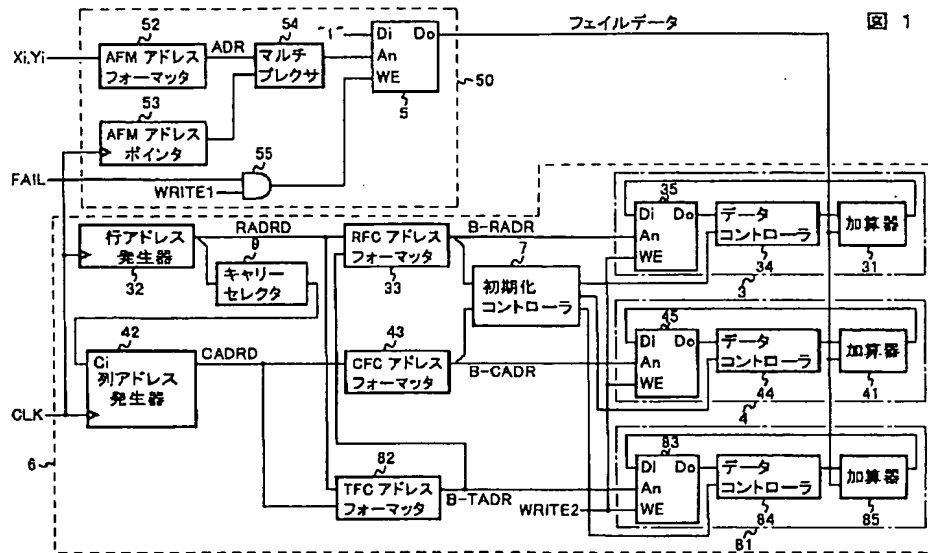 図 1
フェイルデータ
52
54
"1"
Di Do
Xi,Yi
AFM アドレス
フォーマッタ
ADR
マルチ
プレクサ
An
WE
5
50
53
AFM アドレス
ポインタ
55
FAIL
WRITE1
行アドレス
発生器
32
RADRD
9
キャリー
セレクタ
RFC アドレス
フォーマッタ
33
B-RADR
7
初期化
コントローラ
35
Di Do
An
WE
データ
コントローラ
34
加算器
31
3
42
Ci
列アドレス
発生器
CADRD
43
CFC アドレス
フォーマッタ
B-CADR
45
Di Do
An
WE
データ
コントローラ
44
加算器
41
4
CLK
6
82
TFC アドレス
フォーマッタ
B-TADR
WRITE2
83
Di Do
An
WE
データ
コントローラ
84
加算器
85
81